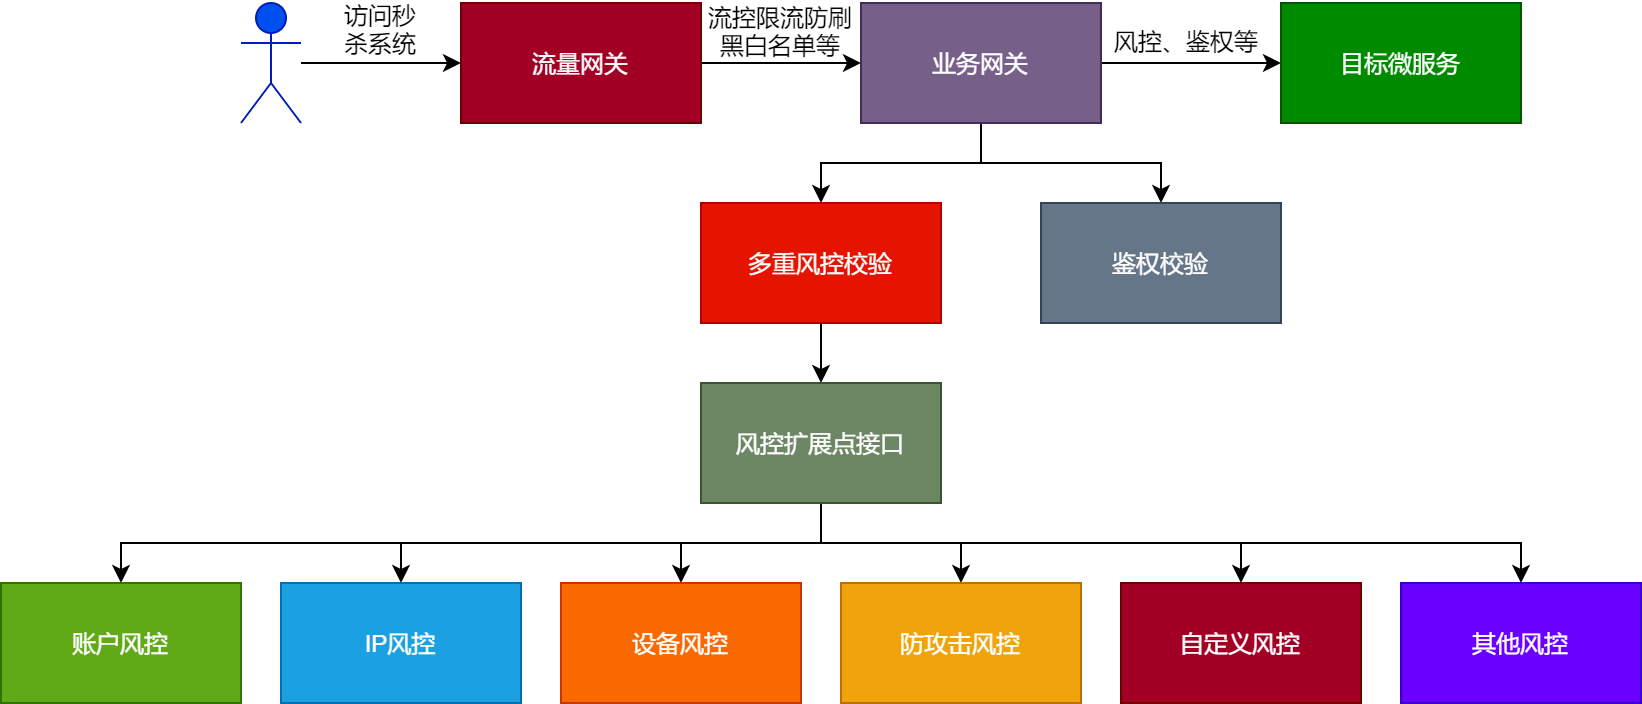 访问秒
杀系统
流量网关
流控限流防刷
黑白名单等
业务网关
风控、鉴权等
目标微服务
多重风控校验
鉴权校验
风控扩展点接口
账户风控
IP风控
设备风控
防攻击风控
自定义风控
其他风控